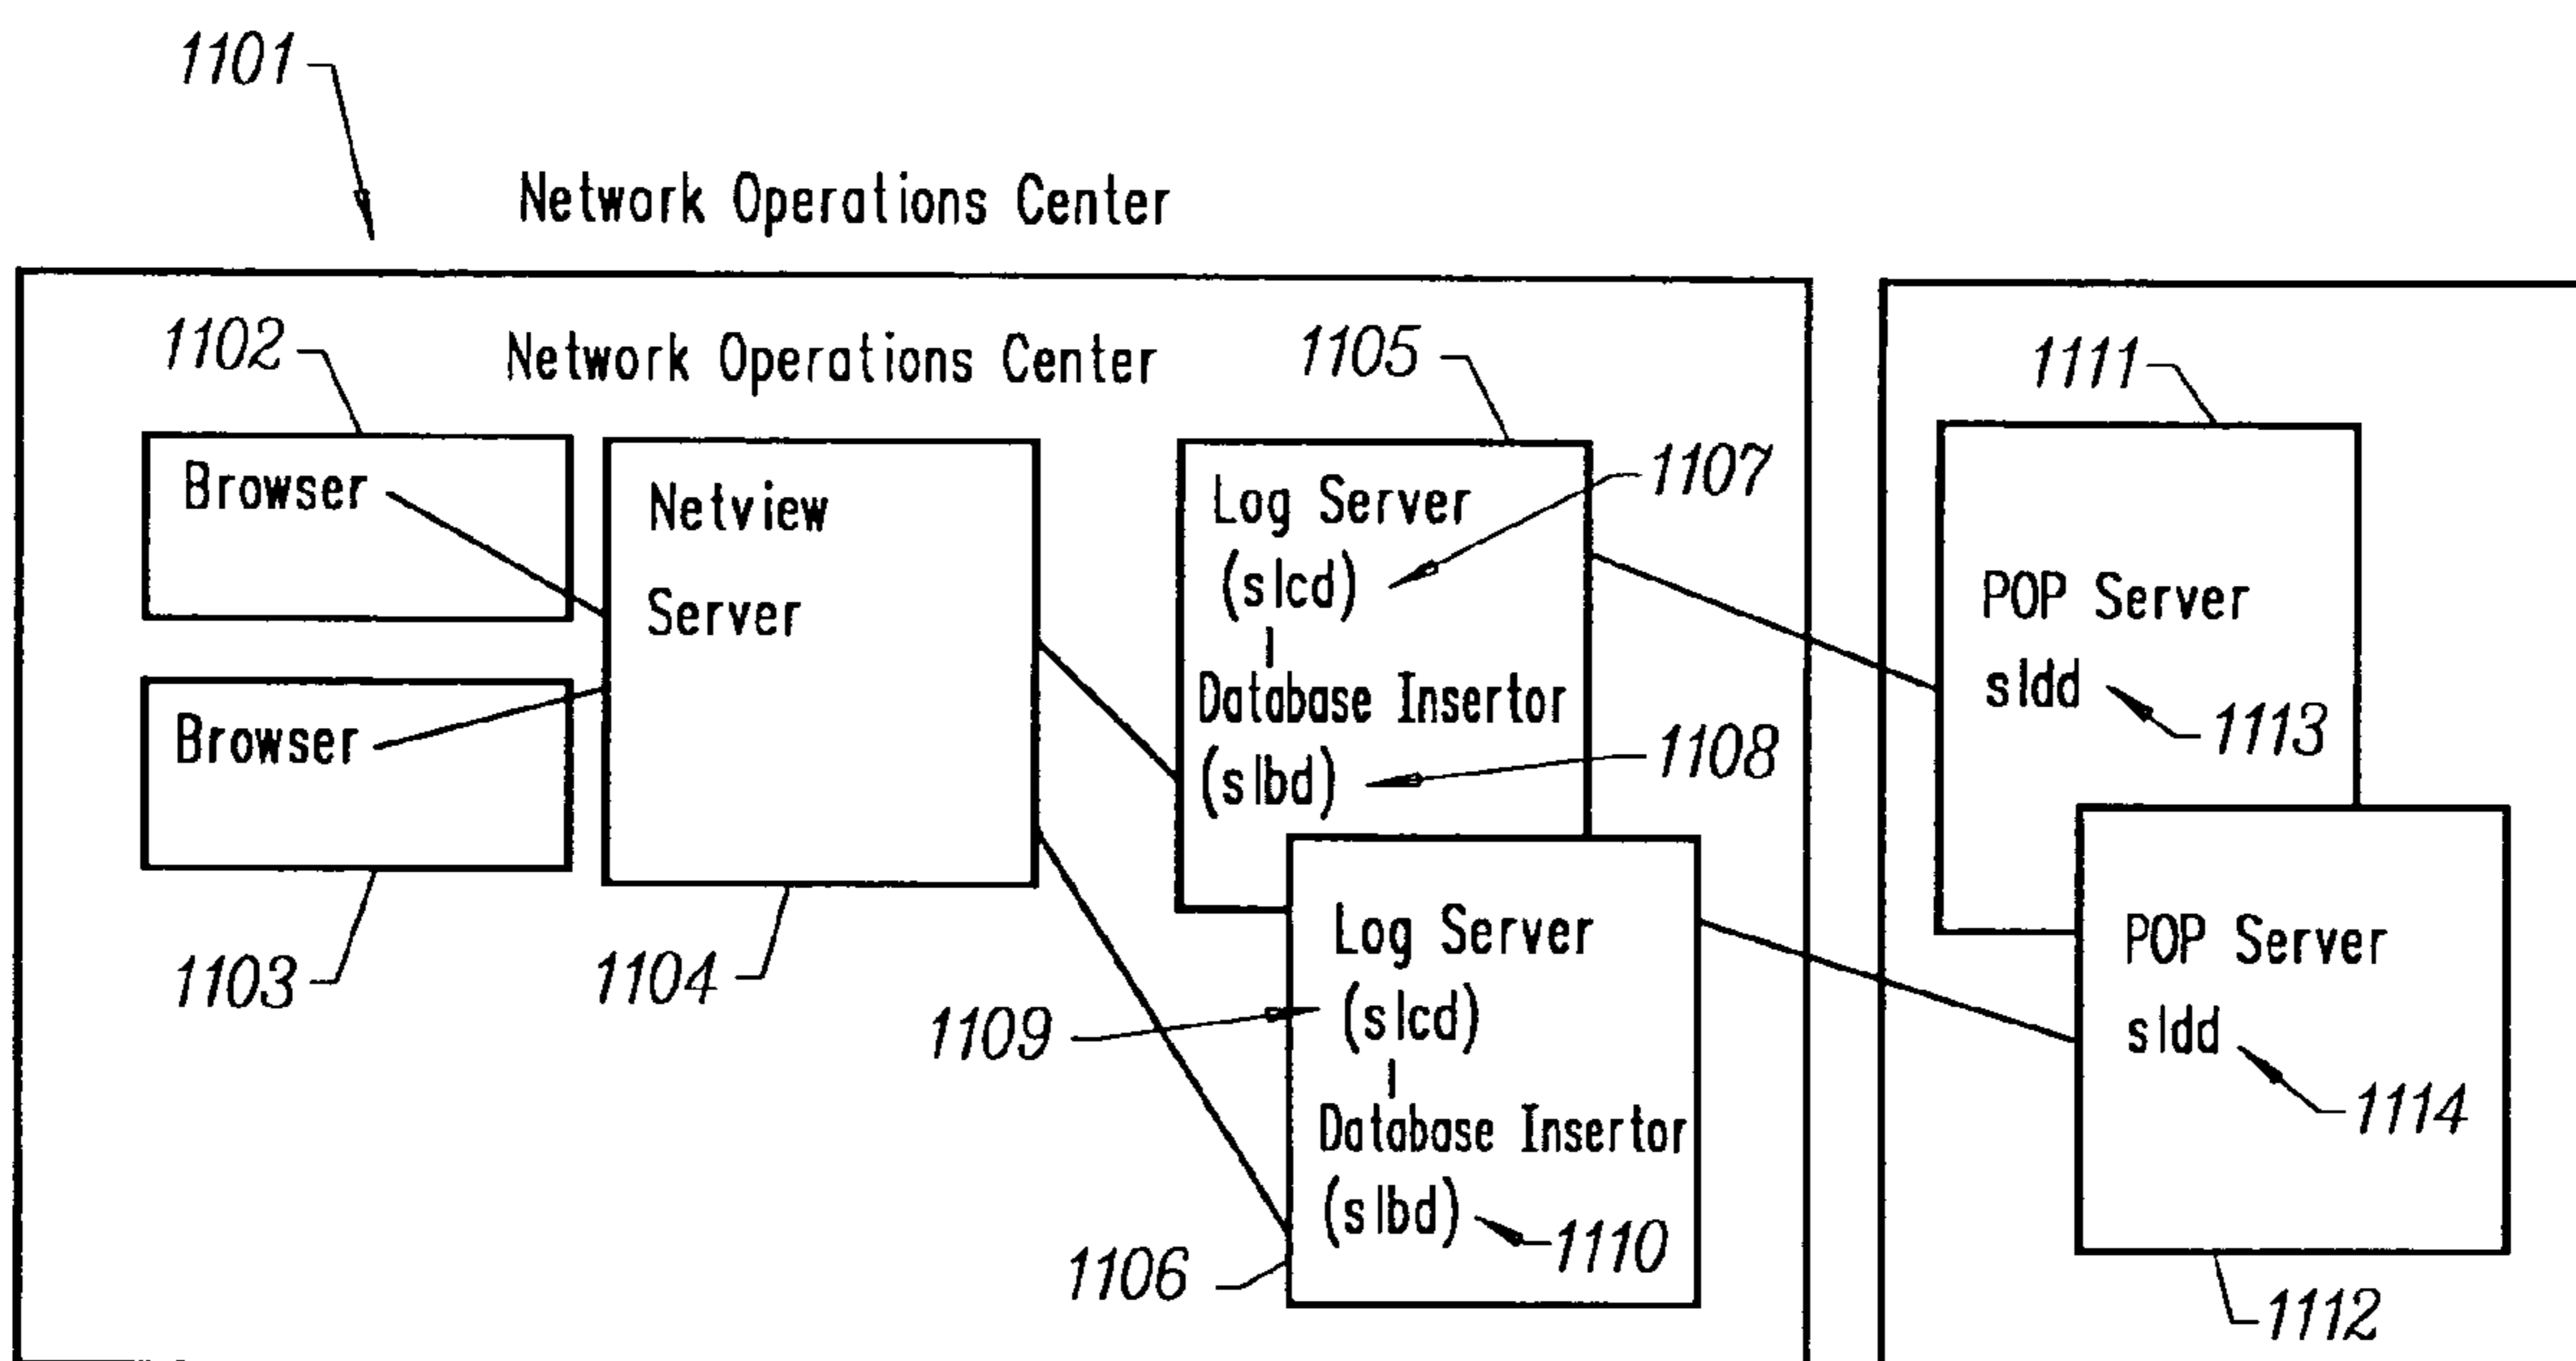 1101
Network Operations Center
1102
Network Operations Center
1105
1111
Browser
Netview
Server
Log Server
(slcd)
1107
Database Insertor
(slbd)
1108
POP Server
sldd
1113
Browser
1103
1104
Log Server
(slcd)
1109
Database Insertor
(slbd)
1110
1106
POP Server
sldd
1114
1112